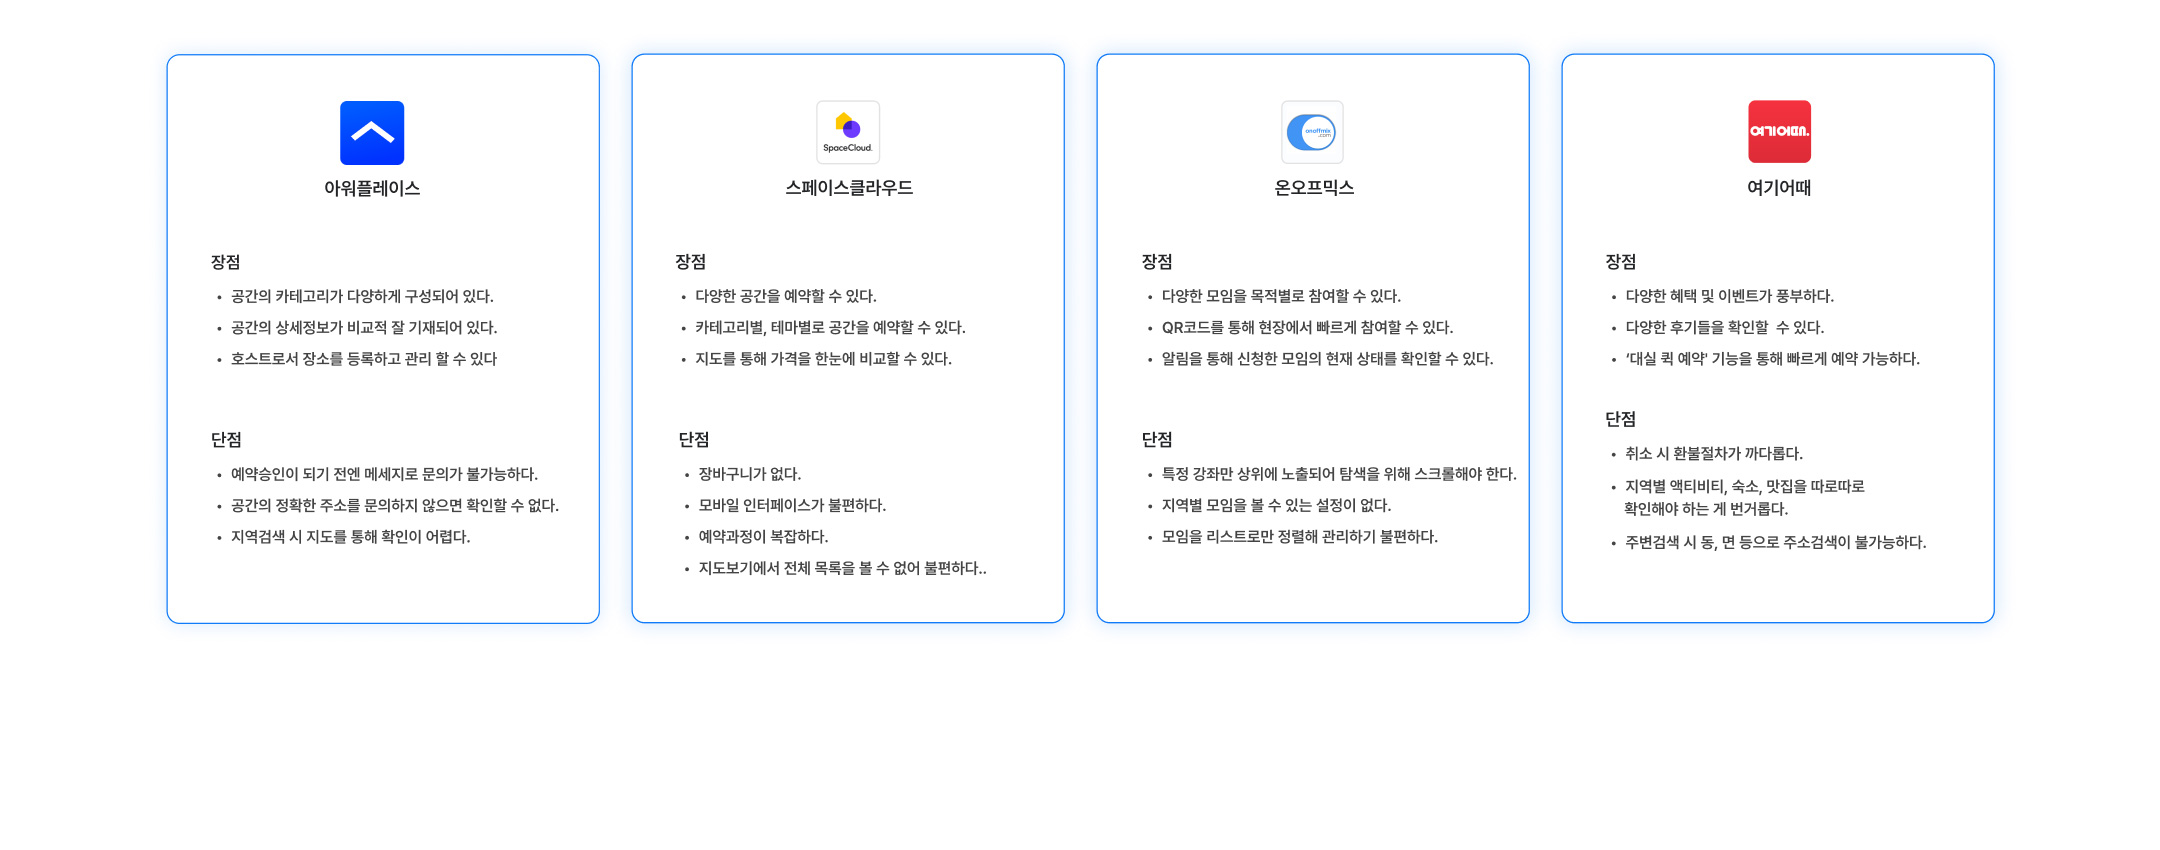 아워플레이스
장점
• 공간의 카테고리가 다양하게 구성되어 있다.
• 공간의 상세정보가 비교적 잘 기재되어 있다.
• 호스트로서 장소를 등록하고 관리 할 수 있다
단점
• 예약승인이 되기 전엔 메세지로 문의가 불가능하다.
• 공간의 정확한 주소를 문의하지 않으면 확인할 수 없다.
• 지역검색 시 지도를 통해 확인이 어렵다.
SpaceCloud.
스페이스클라우드
장점
• 다양한 공간을 예약할 수 있다.
• 카테고리별, 테마별로 공간을 예약할 수 있다.
• 지도를 통해 가격을 한눈에 비교할 수 있다.
단점
• 장바구니가 없다.
• 모바일 인터페이스가 불편하다.
• 예약과정이 복잡하다.
• 지도보기에서 전체 목록을 볼 수 없어 불편하다..
onoffmix
.com
온오프믹스
장점
• 다양한 모임을 목적별로 참여할 수 있다.
• QR코드를 통해 현장에서 빠르게 참여할 수 있다.
• 알림을 통해 신청한 모임의 현재 상태를 확인할 수 있다.
단점
• 특정 강좌만 상위에 노출되어 탐색을 위해 스크롤해야 한다.
• 지역별 모임을 볼 수 있는 설정이 없다.
• 모임을 리스트로만 정렬해 관리하기 불편하다.
여기어때.
여기어때
장점
• 다양한 혜택 및 이벤트가 풍부하다.
• 다양한 후기들을 확인할  수 있다.
• ‘대실 퀵 예약' 기능을 통해 빠르게 예약 가능하다.
단점
• 취소 시 환불절차가 까다롭다.
• 지역별 액티비티, 숙소, 맛집을 따로따로
확인해야 하는 게 번거롭다.
• 주변검색 시 동, 면 등으로 주소검색이 불가능하다.